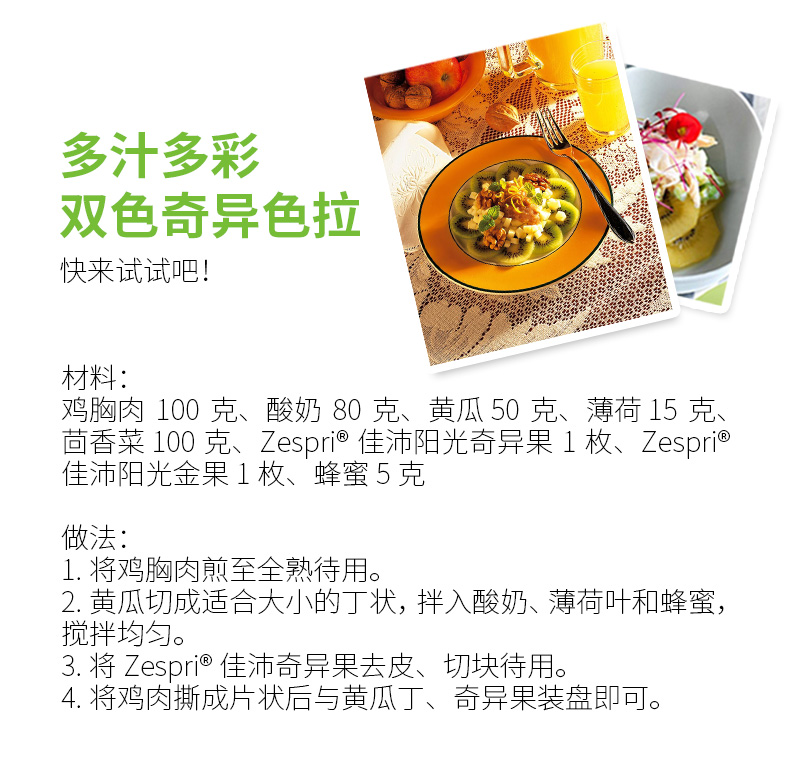 多汁多彩
双色奇异色拉
快来试试吧！
材料：
鸡胸肉 100 克、酸奶 80 克、黄瓜 50 克、薄荷 15 克、
茴香菜 100 克、Zespri® 佳沛阳光奇异果 1 枚、Zespri®
佳沛阳光金果 1 枚、蜂蜜 5 克
做法：
1. 将鸡胸肉煎至全熟待用。
2. 黄瓜切成适合大小的丁状，拌入酸奶、薄荷叶和蜂蜜，
搅拌均匀。
3. 将 Zespri® 佳沛奇异果去皮、切块待用。
4. 将鸡肉撕成片状后与黄瓜丁、奇异果装盘即可。